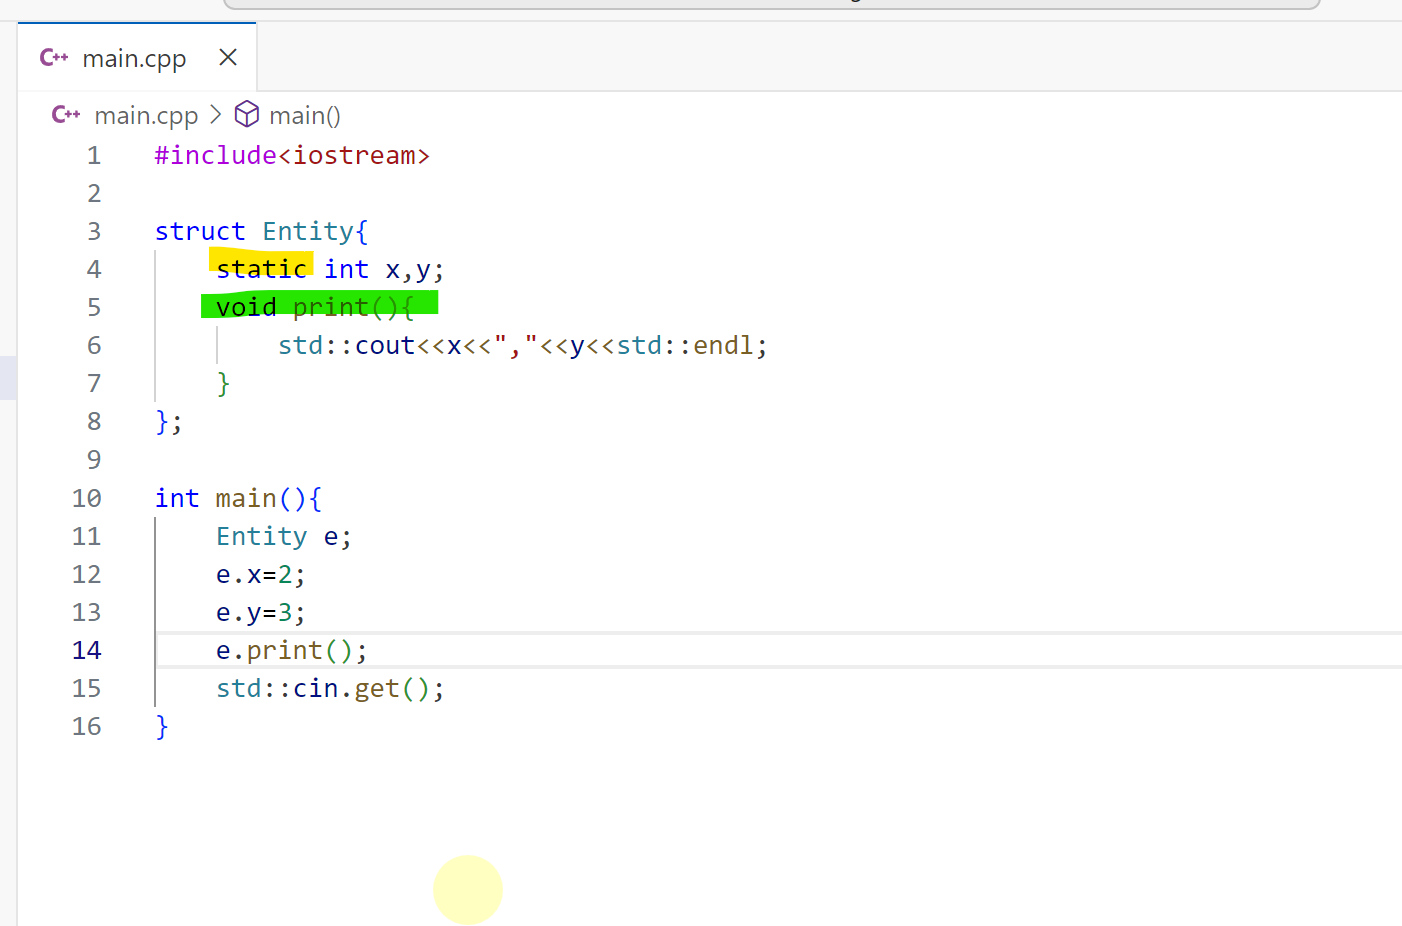 C++ main.cpp
C++ main.cpp > main()
1 #include<iostream>
2
3 struct Entity{
4 static int x,y;
5 void print(){
6 std::cout<<x<<","<<y<<std::endl;
7 }
8 };
9
10 int main(){
11 Entity e;
12 e.x=2;
13 e.y=3;
14 e.print();
15 std::cin.get();
16 }